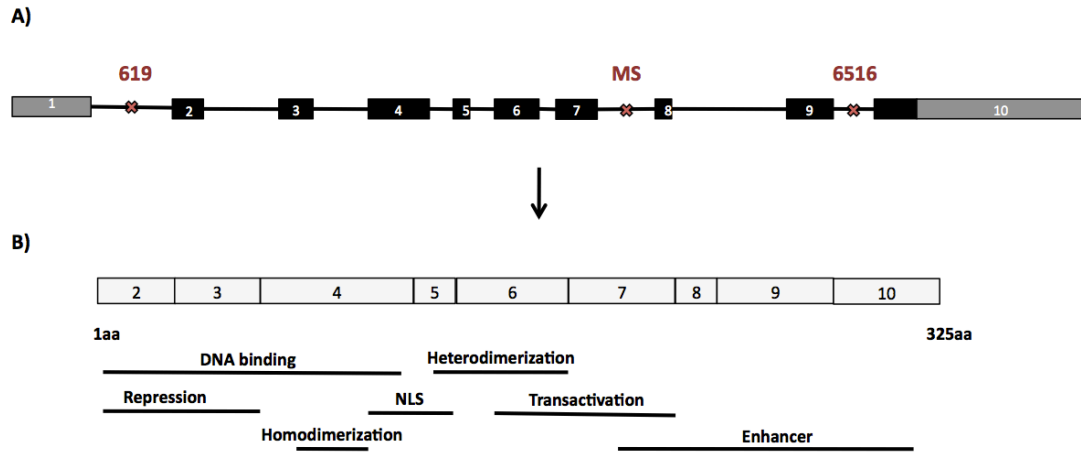 A)
619 MS 6516
1 2 3 4 5 6 7 8 9 10
B)
2 3 4 5 6 7 8 9 10
1aa 325aa
DNA binding Heterodimerization
Repression NLS Transactivation
Homodimerization Enhancer